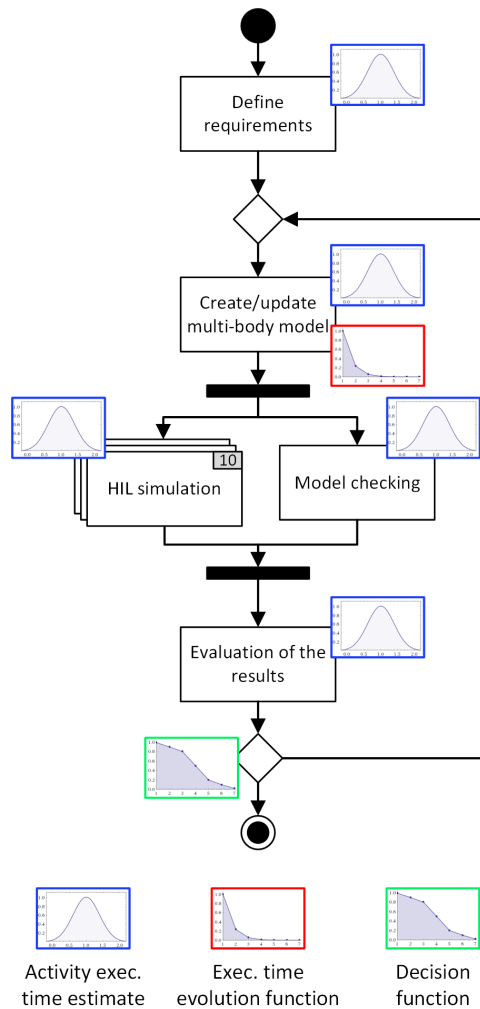 Define
requirements
Create/update
multi-body model
10
HIL simulation
Model checking
Evaluation of the
results
Activity exec.
time estimate
Exec. time
evolution function
Decision
function